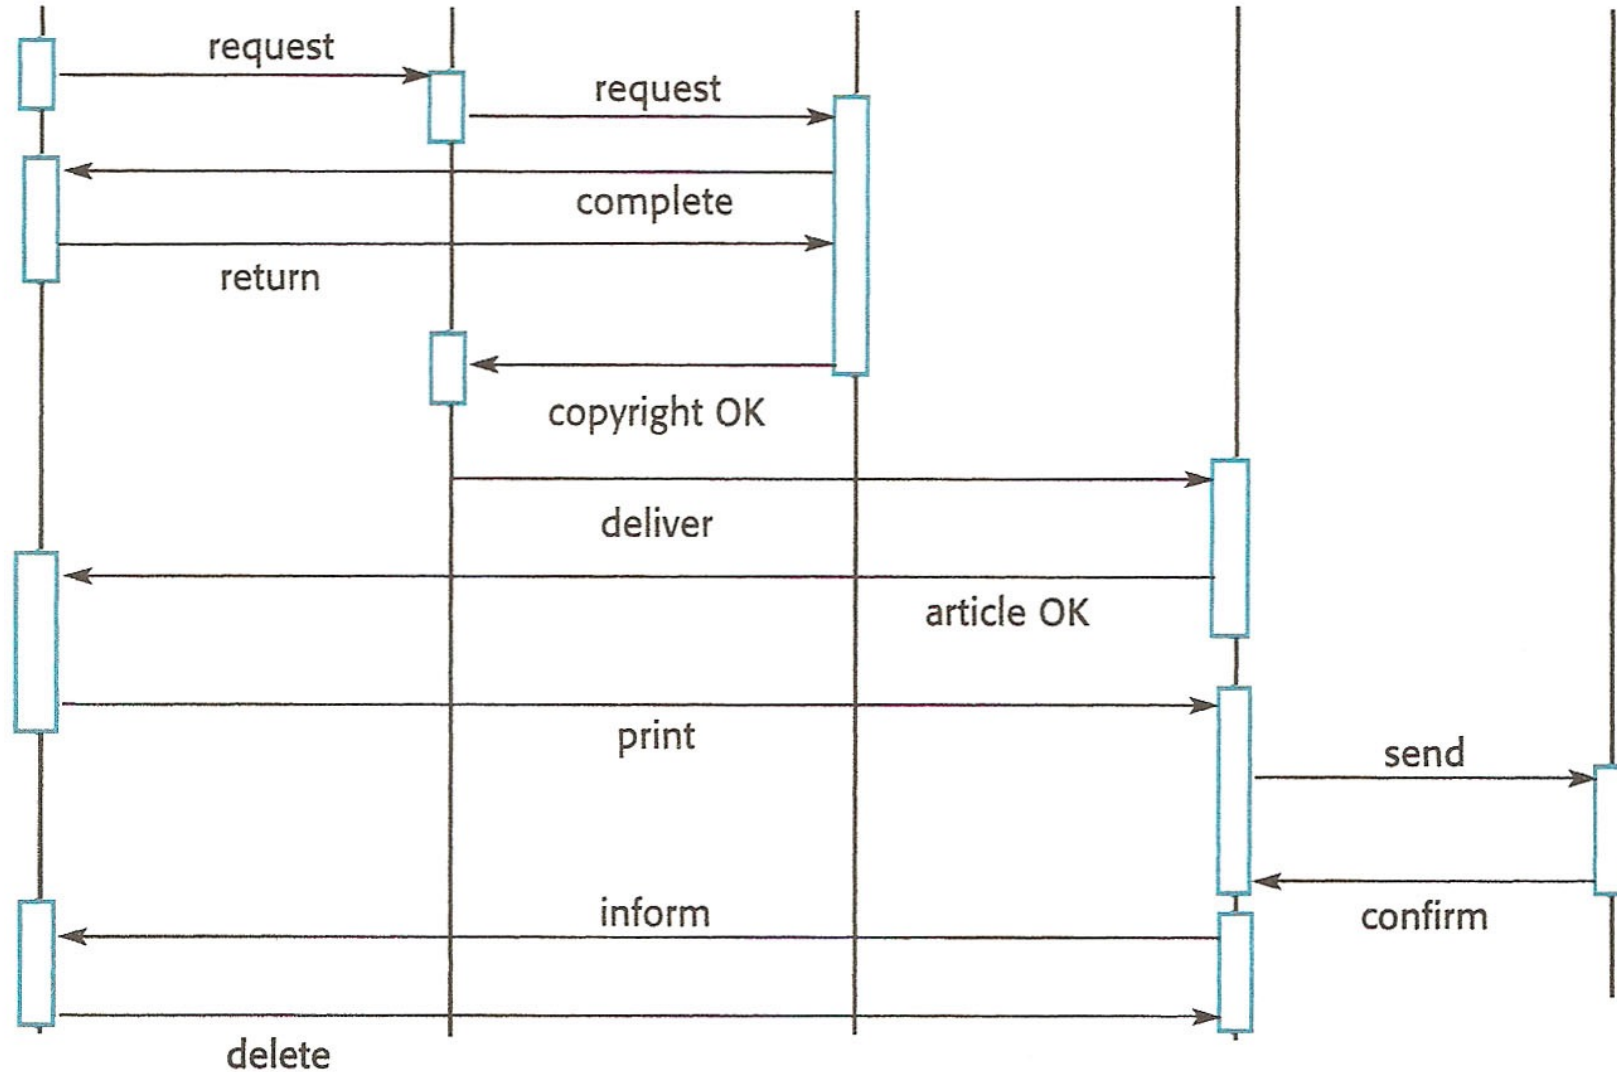 request
request
complete
return
copyright OK
deliver
article OK
print
send
inform
confirm
delete